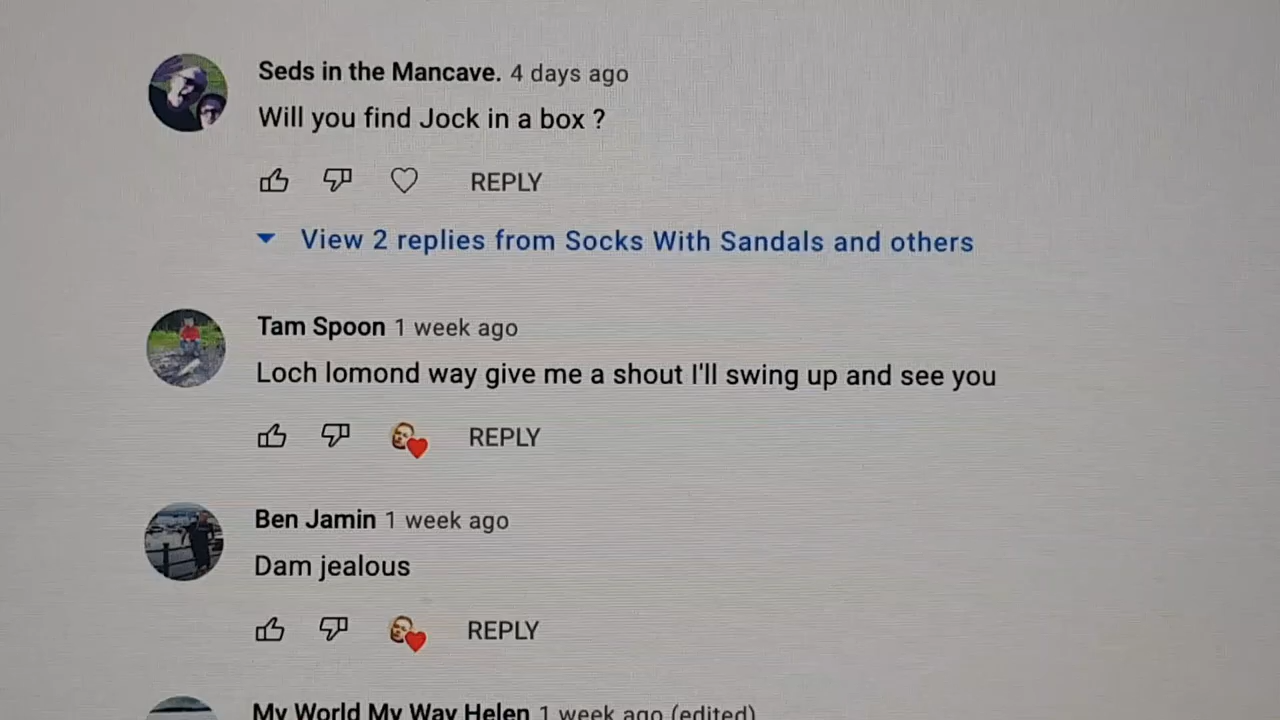 Seds in the Mancave. 4 days ago
Will you find Jock in a box ?
REPLY
View 2 replies from Socks With Sandals and others
Tam Spoon 1 week ago
Loch lomond way give me a shout I'll swing up and see you
REPLY
Ben Jamin 1 week ago
Dam jealous
REPLY
My World My Way Helen 1 week ago (edited)